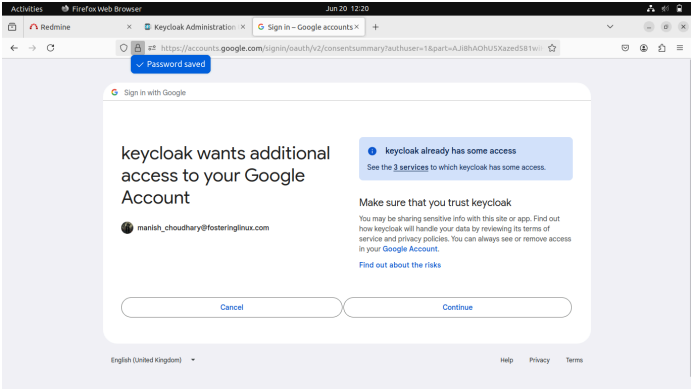 Activities
Firefox Web Browser
Jun 20 12:20
Redmine
Keycloak Administration
Sign in – Google accounts
https://accounts.google.com/signin/oauth/v2/consentsummary?authuser=1&part=
Password saved
Sign in with Google
keycloak wants additional
access to your Google
Account
manish_choudhary@fosteringlinux.com
keycloak already has some access
See the 3 services to which keycloak has some access.
Make sure that you trust keycloak
You may be sharing sensitive info with this site or app. Find out
how keycloak will handle your data by reviewing its terms of
service and privacy policies. You can always see or remove access
in your Google Account.
Find out about the risks
Cancel
Continue
English (United Kingdom)
Help
Privacy
Terms